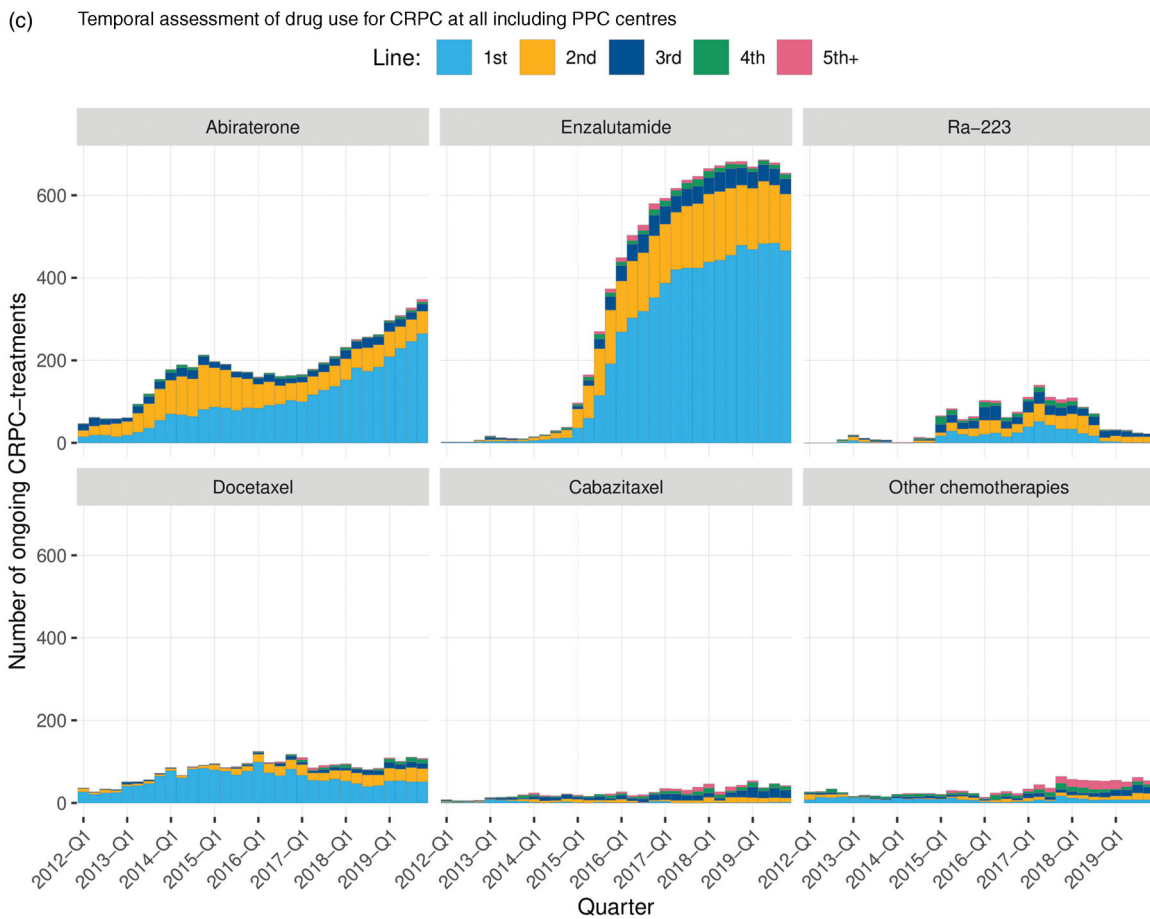 (c) Temporal assessment of drug use for CRPC at all including PPC centres
Line: 1st 2nd 3rd 4th 5th+
Abiraterone Enzalutamide Ra−223
600
400
200
0
Docetaxel Cabazitaxel Other chemotherapies
600
400
200
0
Number of ongoing CRPC−treatments
2012−Q1 2013−Q1 2014−Q1 2015−Q1 2016−Q1 2017−Q1 2018−Q1 2019−Q1 2012−Q1 2013−Q1 2014−Q1 2015−Q1 2016−Q1 2017−Q1 2018−Q1 2019−Q1 2012−Q1 2013−Q1 2014−Q1 2015−Q1 2016−Q1 2017−Q1 2018−Q1 2019−Q1
Quarter